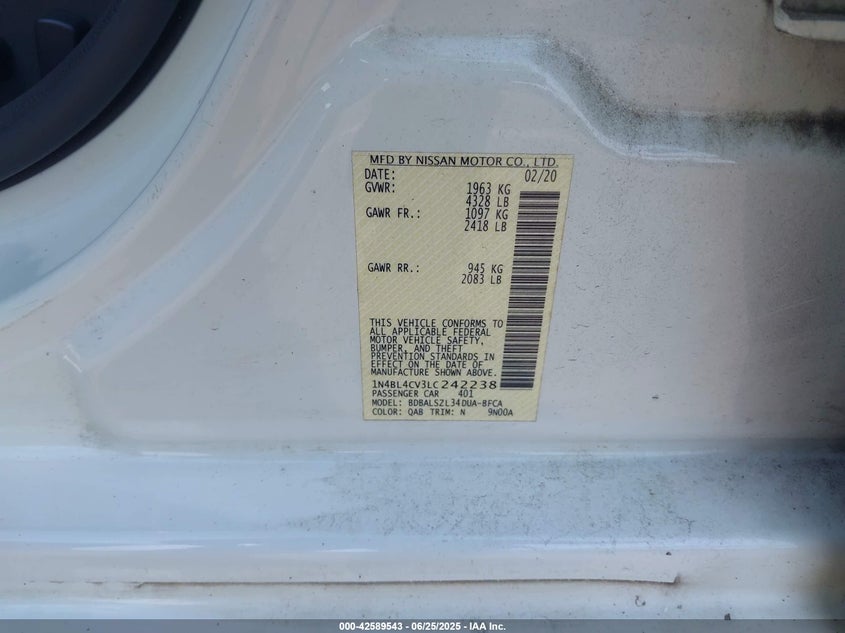 MFD BY NISSAN MOTOR CO., LTD.
DATE: 02/20
GVWR: 1963 KG
4328 LB
GAWR FR.: 1097 KG
2418 LB
GAWR RR.: 945 KG
2083 LB
THIS VEHICLE CONFORMS TO
ALL APPLICABLE FEDERAL
MOTOR VEHICLE SAFETY,
BUMPER, AND THEFT
PREVENTION STANDARDS IN
EFFECT ON THE DATE OF
MANUFACTURE SHOWN ABOVE.
1N4BL4CV3LC242238
PASSENGER CAR 401
MODEL: BDBALSZL34DUA-BFCA
COLOR: QAB TRIM: N 9N00A
000-42589543 - 06/25/2025 - IAA Inc.